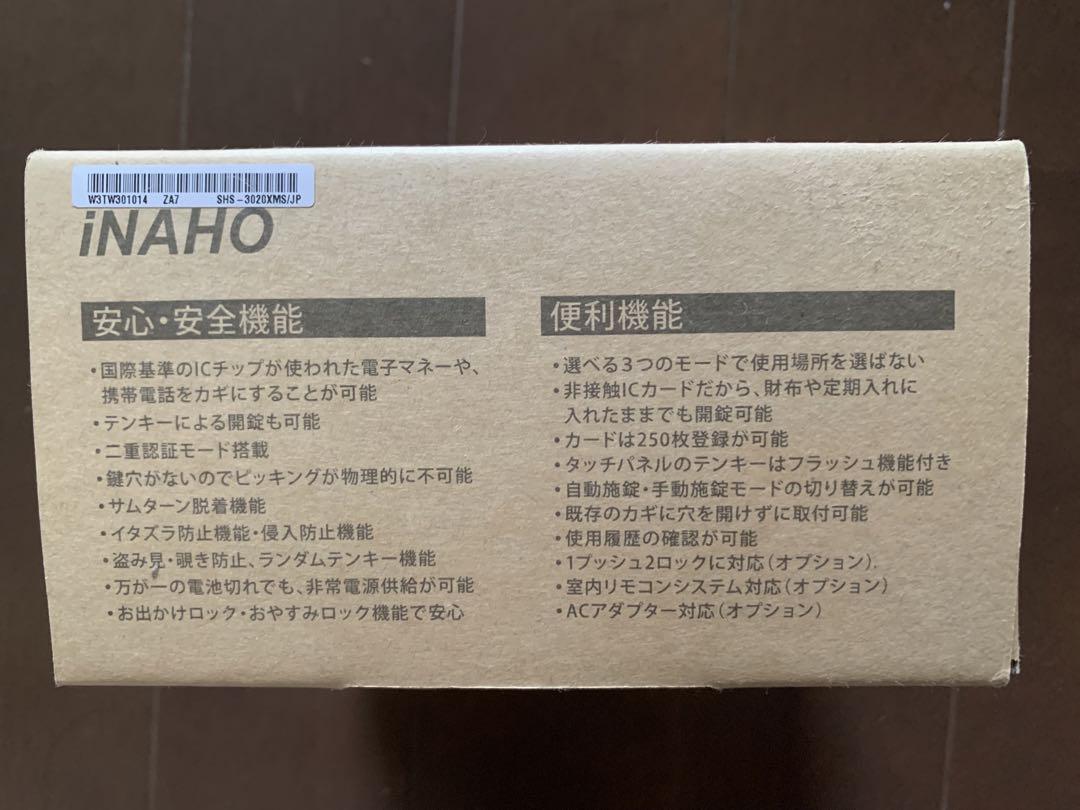 W3TW301014 ZA7 SHS-3020XMS/JP
iNAHO
安心・安全機能
・国際基準のICチップが使われた電子マネーや、
携帯電話をカギにすることが可能
・テンキーによる開錠も可能
・二重認証モード搭載
・鍵穴がないのでピッキングが物理的に不可能
・サムターン脱着機能
・イタズラ防止機能・侵入防止機能
・盗み見・覗き防止、ランダムテンキー機能
・万が一の電池切れでも、非常電源供給が可能
・お出かけロック・おやすみロック機能で安心
便利機能
・選べる3つのモードで使用場所を選ばない
・非接触ICカードだから、財布や定期入れに
入れたままでも開錠可能
・カードは250枚登録が可能
・タッチパネルのテンキーはフラッシュ機能付き
・自動施錠・手動施錠モードの切り替えが可能
・既存のカギに穴を開けずに取付可能
・使用履歴の確認が可能
・1プッシュ2ロックに対応(オプション).
・室内リモコンシステム対応(オプション)
・ACアダプター対応(オプション)